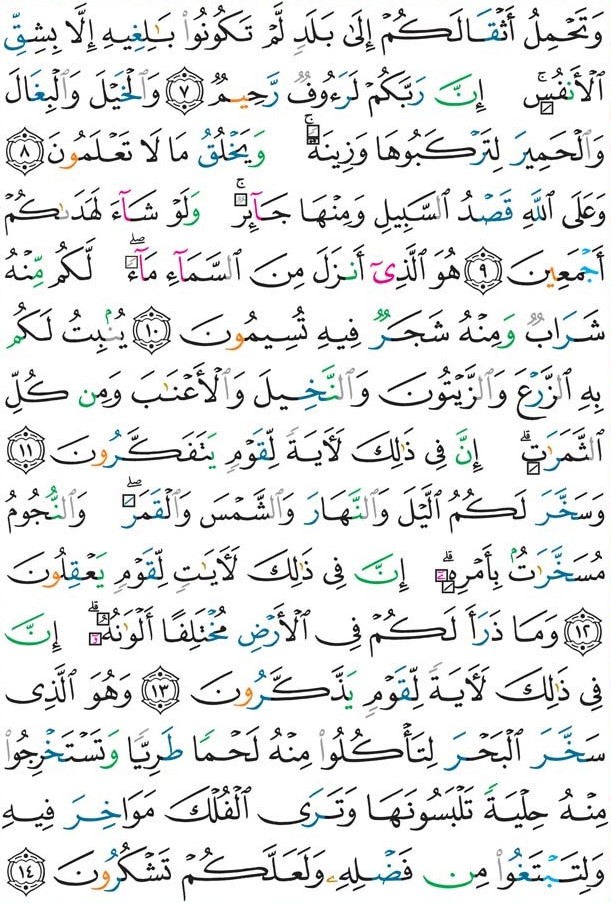 وَتَحْمِلُ أَثْقَالَكُمْ إِلَىٰ بَلَدٍ لَّمْ تَكُونُوا۟ بَـٰلِغِيهِ إِلَّا بِشِقِّ
ٱلْأَنفُسِ ۚ إِنَّ رَبَّكُمْ لَرَءُوفٌ رَّحِيمٌ ٧ وَٱلْخَيْلَ وَٱلْبِغَالَ
وَٱلْحَمِيرَ لِتَرْكَبُوهَا وَزِينَةً ۚ وَيَخْلُقُ مَا لَا تَعْلَمُونَ ٨
وَعَلَى ٱللَّهِ قَصْدُ ٱلسَّبِيلِ وَمِنْهَا جَآئِرٌ ۚ وَلَوْ شَآءَ لَهَدَىٰكُمْ
أَجْمَعِينَ ٩ هُوَ ٱلَّذِىٓ أَنزَلَ مِنَ ٱلسَّمَآءِ مَآءً ۖ لَّكُم مِّنْهُ
شَرَابٌ وَمِنْهُ شَجَرٌ فِيهِ تُسِيمُونَ ١٠ يُنۢبِتُ لَكُم
بِهِ ٱلزَّرْعَ وَٱلزَّيْتُونَ وَٱلنَّخِيلَ وَٱلْأَعْنَـٰبَ وَمِن كُلِّ
ٱلثَّمَرَٰتِ ۗ إِنَّ فِى ذَٰلِكَ لَـَٔايَةً لِّقَوْمٍ يَتَفَكَّرُونَ ١١
وَسَخَّرَ لَكُمُ ٱلَّيْلَ وَٱلنَّهَارَ وَٱلشَّمْسَ وَٱلْقَمَرَ ۖ وَٱلنُّجُومُ
مُسَخَّرَٰتٌۢ بِأَمْرِهِۦٓ ۗ إِنَّ فِى ذَٰلِكَ لَـَٔايَـٰتٍ لِّقَوْمٍ يَعْقِلُونَ
١٢ وَمَا ذَرَأَ لَكُمْ فِى ٱلْأَرْضِ مُخْتَلِفًا أَلْوَٰنُهُۥٓ ۗ إِنَّ
فِى ذَٰلِكَ لَـَٔايَةً لِّقَوْمٍ يَذَّكَّرُونَ ١٣ وَهُوَ ٱلَّذِى
سَخَّرَ ٱلْبَحْرَ لِتَأْكُلُوا۟ مِنْهُ لَحْمًا طَرِيًّا وَتَسْتَخْرِجُوا۟
مِنْهُ حِلْيَةً تَلْبَسُونَهَا وَتَرَى ٱلْفُلْكَ مَوَاخِرَ فِيهِ
وَلِتَبْتَغُوا۟ مِن فَضْلِهِۦ وَلَعَلَّكُمْ تَشْكُرُونَ ١٤